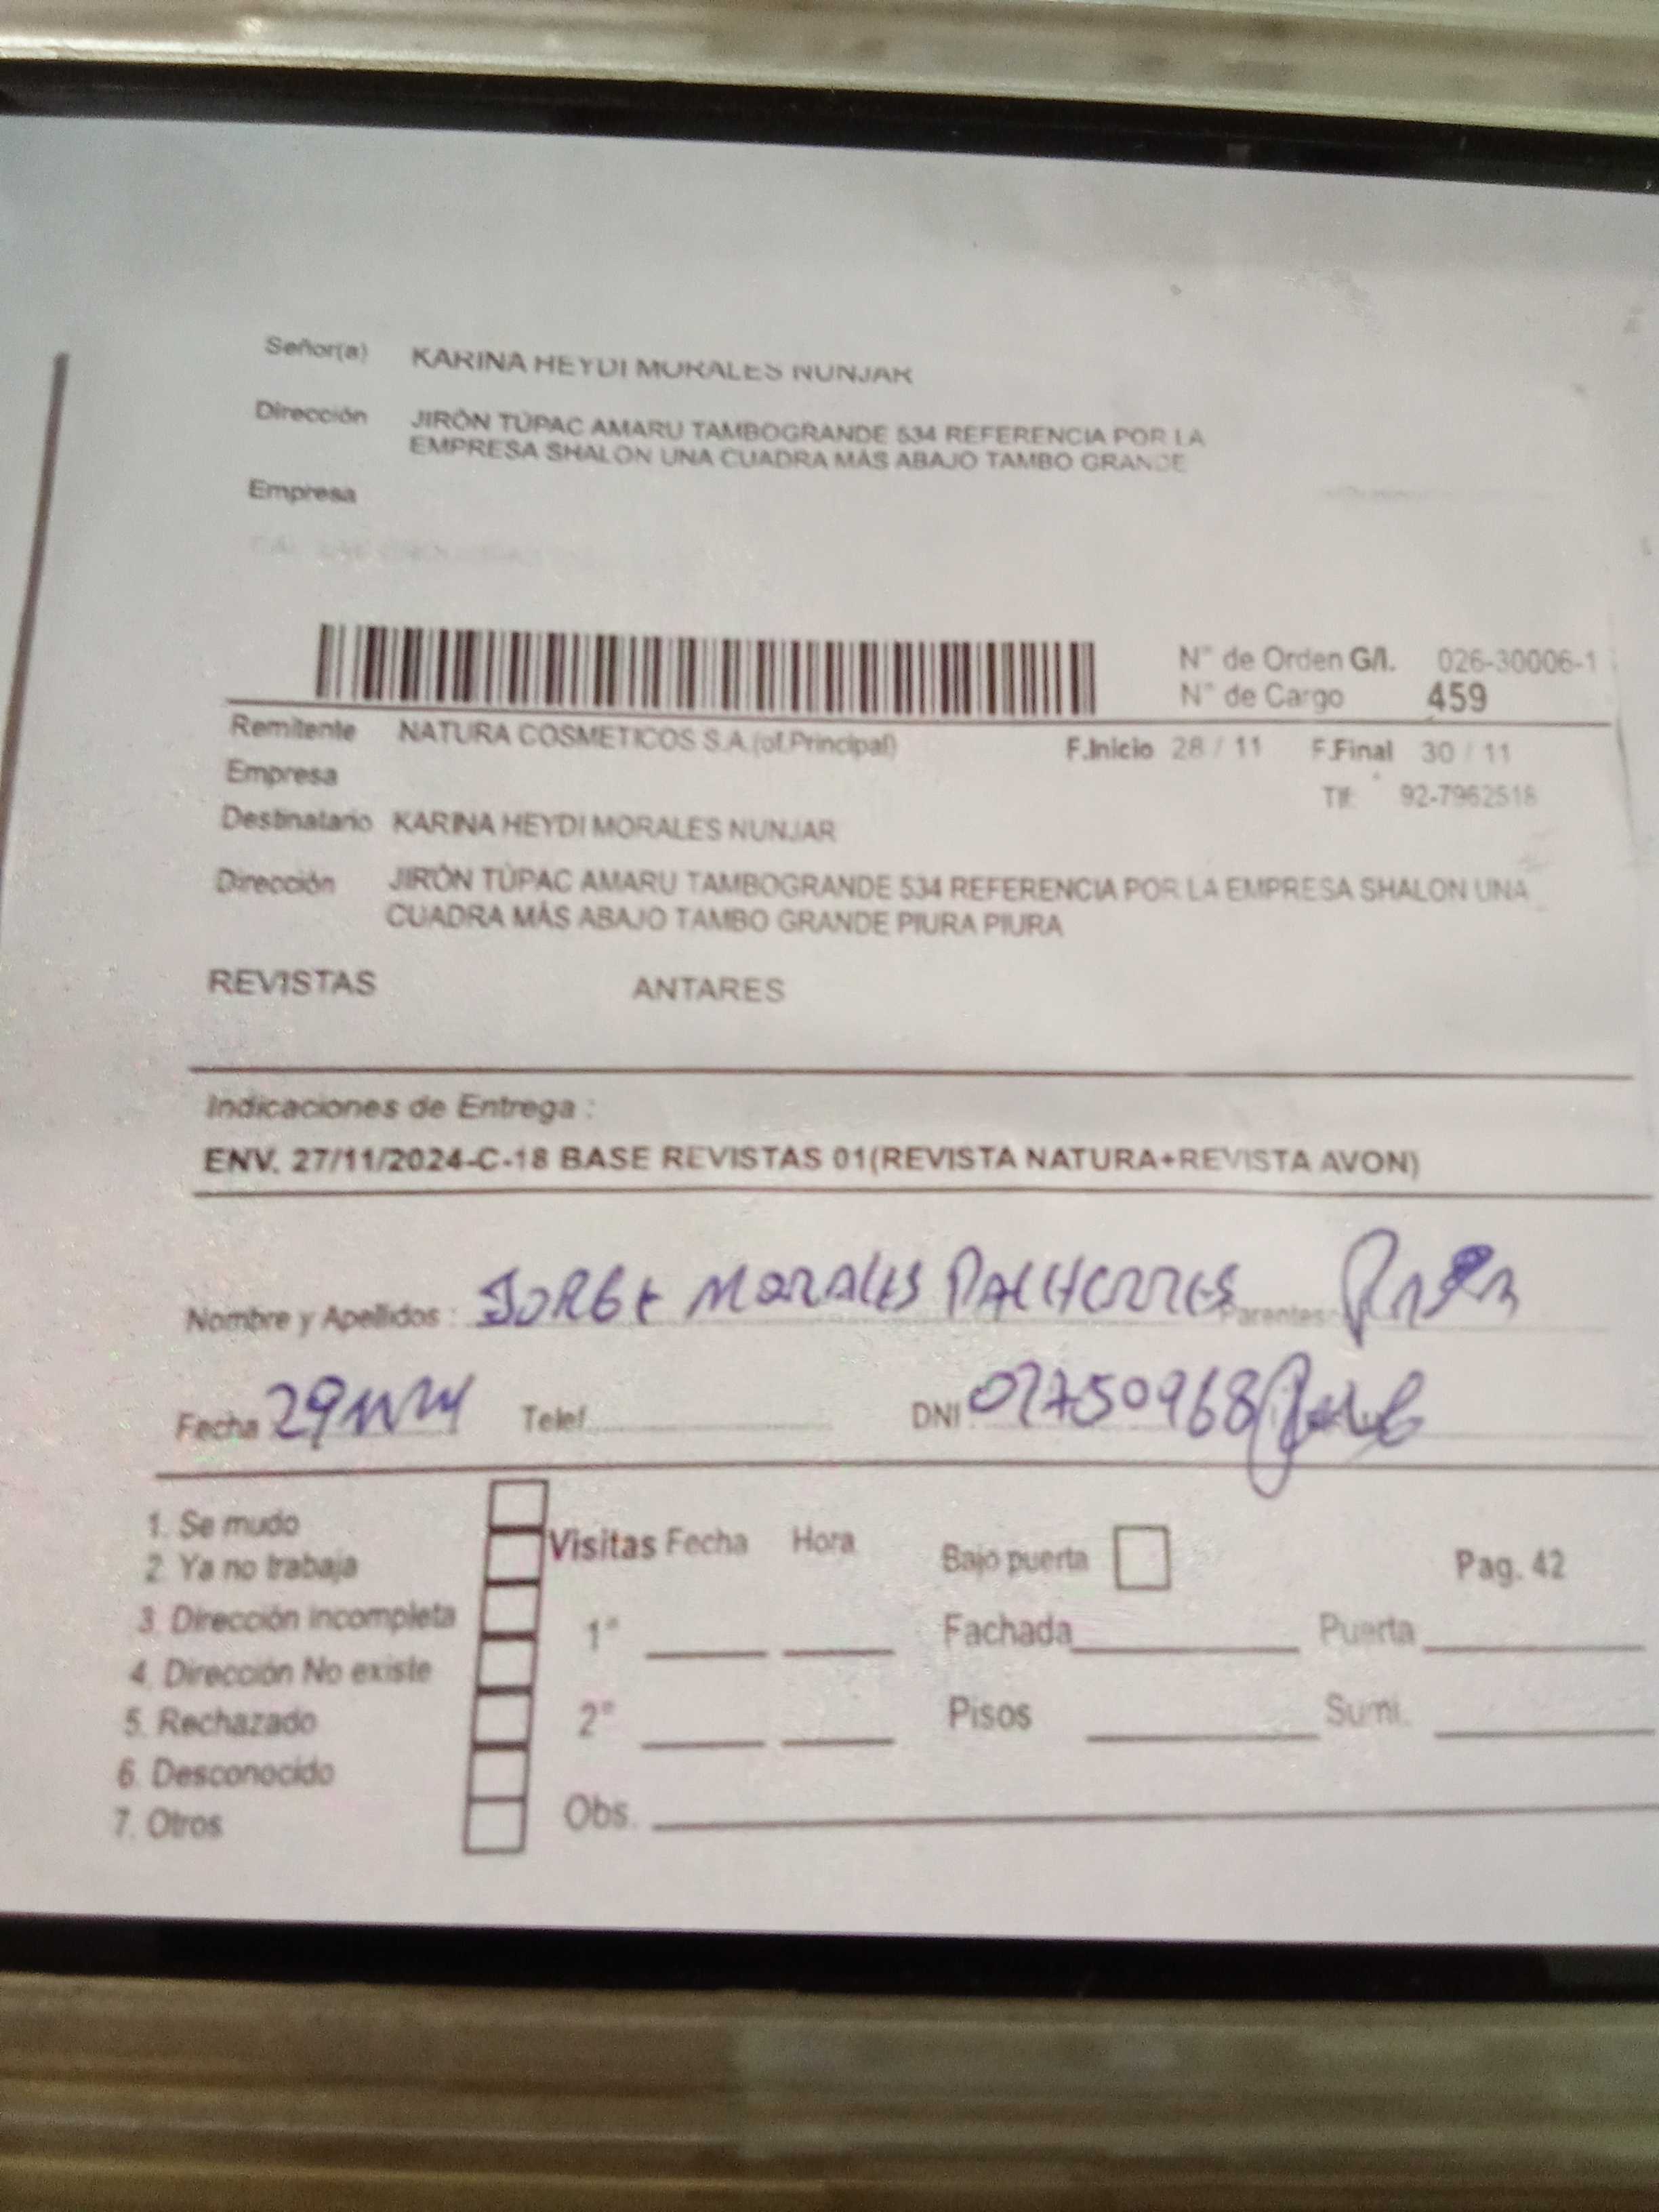 Señor(a) KARINA HEYDI MORALES NUNJAR
Dirección JIRÓN TÚPAC AMARU TAMBOGRANDE 534 REFERENCIA POR LA
EMPRESA SHALON UNA CUADRA MÁS ABAJO TAMBO GRANDE
Empresa
N° de Orden G/I. 026-30006-1
N° de Cargo 459
Remitente NATURA COSMETICOS S.A.(of.Principal) F.Inicio 28 / 11 F.Final 30 / 11
Empresa Tlf: 92-7962518
Destinatario KARINA HEYDI MORALES NUNJAR
Dirección JIRÓN TÚPAC AMARU TAMBOGRANDE 534 REFERENCIA POR LA EMPRESA SHALON UNA
CUADRA MÁS ABAJO TAMBO GRANDE PIURA PIURA
REVISTAS ANTARES
Indicaciones de Entrega :
ENV. 27/11/2024-C-18 BASE REVISTAS 01(REVISTA NATURA+REVISTA AVON)
Nombre y Apellidos : JORGE MORALES PALHERRES Parentes:
Fecha Telef. DNI
1. Se mudo
2. Ya no trabaja
3. Dirección incompleta
4. Dirección No existe
5. Rechazado
6. Desconocido
7. Otros
Visitas Fecha Hora Bajo puerta Pag. 42
1° Fachada Puerta
2° Pisos Sumi.
Obs.